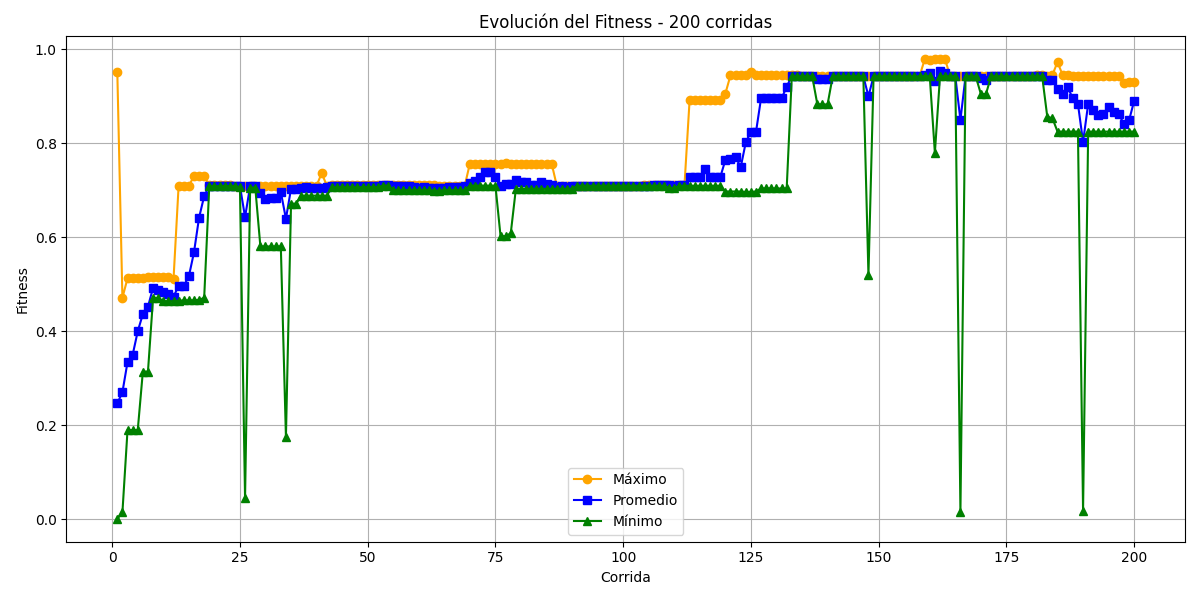 Evolución del Fitness - 200 corridas
Fitness
1.0
0.8
0.6
0.4
0.2
0.0
0 25 50 75 100 125 150 175 200
Corrida
Máximo
Promedio
Mínimo